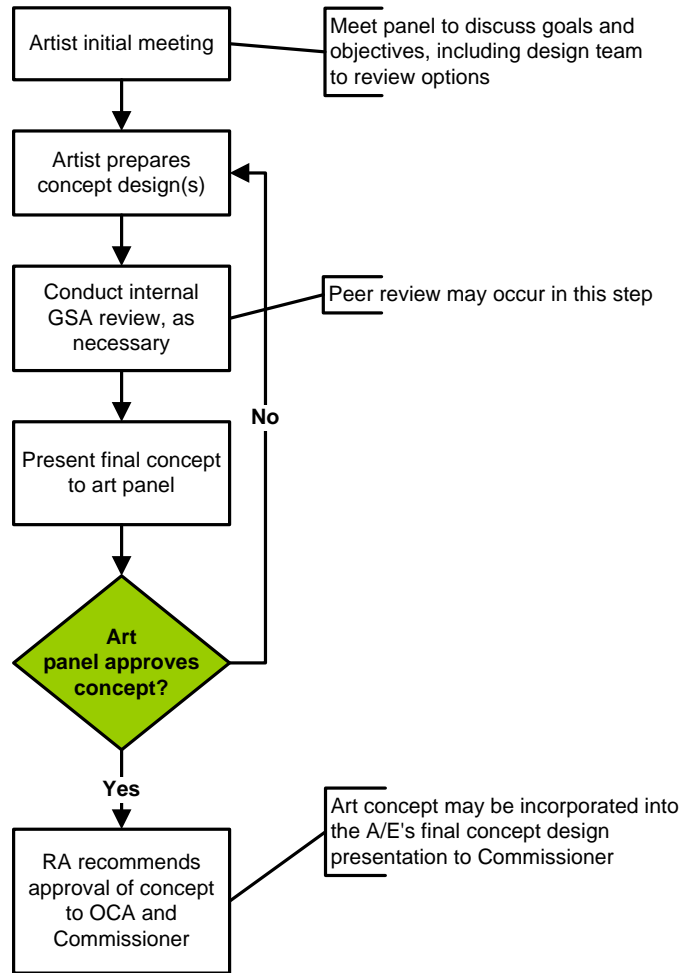 Artist initial meeting
Meet panel to discuss goals and
objectives, including design team
to review options
Artist prepares
concept design(s)
Conduct internal
GSA review, as
necessary
Peer review may occur in this step
No
Present final concept
to art panel
Art
panel approves
concept?
Yes
RA recommends
approval of concept
to OCA and
Commissioner
Art concept may be incorporated into
the A/E's final concept design
presentation to Commissioner